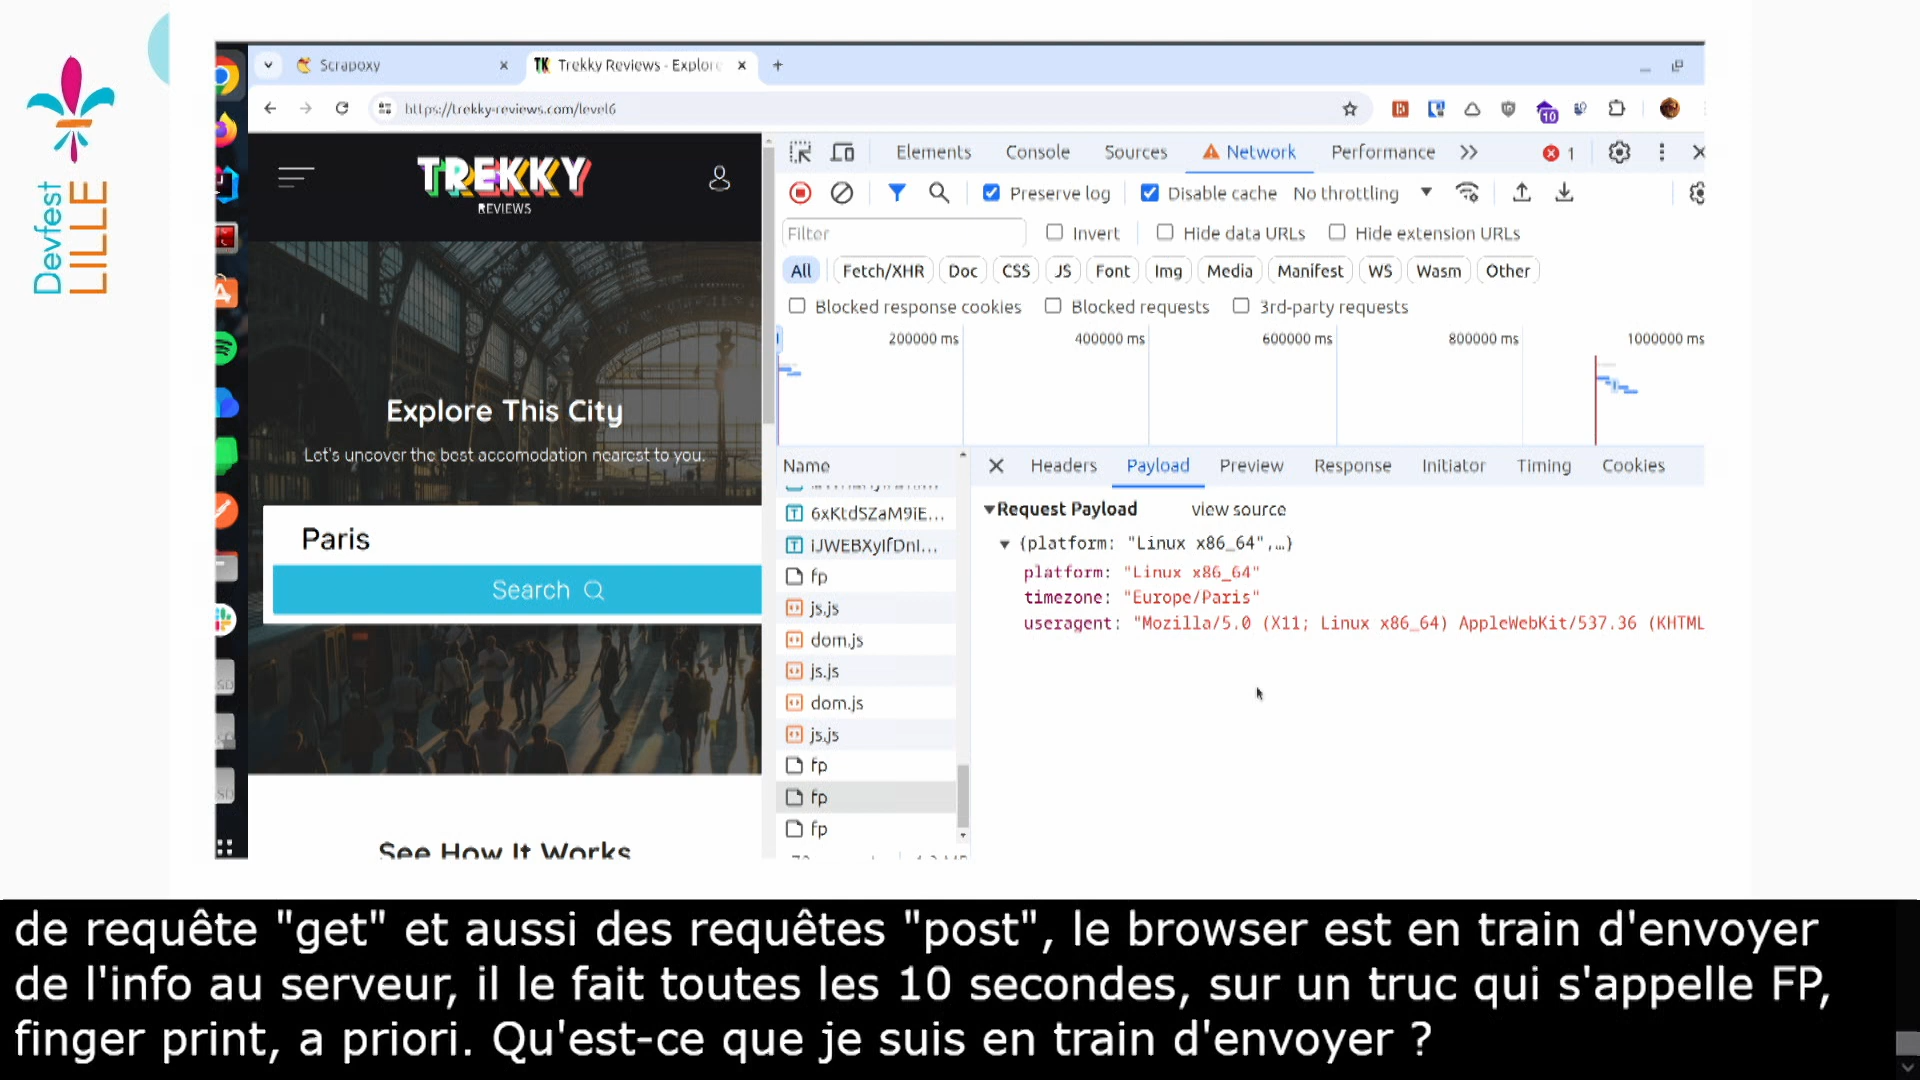 Devfest
LILLE
Scrapoxy
TK Trekky Reviews - Explore
https://trekky-reviews.com/level6
10
TREKKY
REVIEWS
Explore This City
Let's uncover the best accomodation nearest to you.
Paris
Search
See How It Works
Elements Console Sources Network Performance 1
Preserve log Disable cache No throttling
Filter Invert Hide data URLs Hide extension URLs
All Fetch/XHR Doc CSS JS Font Img Media Manifest WS Wasm Other
Blocked response cookies Blocked requests 3rd-party requests
200000 ms 400000 ms 600000 ms 800000 ms 1000000 ms
Name
6xKtdSZaM9iE...
iJWEBXyIfDnI...
fp
js.js
dom.js
js.js
dom.js
js.js
fp
fp
fp
Headers Payload Preview Response Initiator Timing Cookies
Request Payload view source
{platform: "Linux x86_64",…}
platform: "Linux x86_64"
timezone: "Europe/Paris"
useragent: "Mozilla/5.0 (X11; Linux x86_64) AppleWebKit/537.36 (KHTML
de requête "get" et aussi des requêtes "post", le browser est en train d'envoyer
de l'info au serveur, il le fait toutes les 10 secondes, sur un truc qui s'appelle FP,
finger print, a priori. Qu'est-ce que je suis en train d'envoyer ?